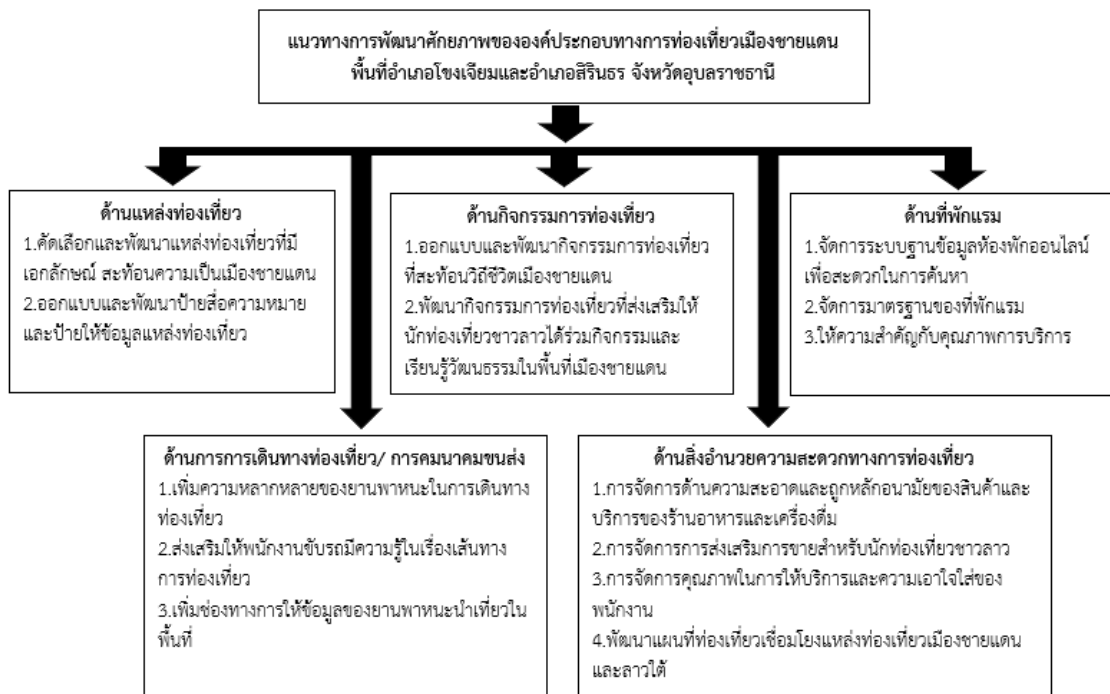 แนวทางการพัฒนาศักยภาพขององค์ประกอบทางการท่องเที่ยวเมืองชายแดน
พื้นที่อำเภอโขงเจียมและอำเภอสิรินธร จังหวัดอุบลราชธานี
ด้านแหล่งท่องเที่ยว
1.คัดเลือกและพัฒนาแหล่งท่องเที่ยวที่มี
เอกลักษณ์ สะท้อนความเป็นเมืองชายแดน
2.ออกแบบและพัฒนาป้ายสื่อความหมาย
และป้ายให้ข้อมูลแหล่งท่องเที่ยว
ด้านกิจกรรมการท่องเที่ยว
1.ออกแบบและพัฒนากิจกรรมการท่องเที่ยว
ที่สะท้อนวิถีชีวิตเมืองชายแดน
2.พัฒนากิจกรรมการท่องเที่ยวที่ส่งเสริมให้
นักท่องเที่ยวชาวลาวได้ร่วมกิจกรรมและ
เรียนรู้วัฒนธรรมในพื้นที่เมืองชายแดน
ด้านที่พักแรม
1.จัดการระบบฐานข้อมูลห้องพักออนไลน์
เพื่อสะดวกในการค้นหา
2.จัดการมาตรฐานของที่พักแรม
3.ให้ความสำคัญกับคุณภาพการบริการ
ด้านการการเดินทางท่องเที่ยว/ การคมนาคมขนส่ง
1.เพิ่มความหลากหลายของยานพาหนะในการเดินทาง
ท่องเที่ยว
2.ส่งเสริมให้พนักงานขับรถมีความรู้ในเรื่องเส้นทาง
การท่องเที่ยว
3.เพิ่มช่องทางการให้ข้อมูลของยานพาหนะนำเที่ยวใน
พื้นที่
ด้านสิ่งอำนวยความสะดวกทางการท่องเที่ยว
1.การจัดการด้านความสะอาดและถูกหลักอนามัยของสินค้าและ
บริการของร้านอาหารและเครื่องดื่ม
2.การจัดการการส่งเสริมการขายสำหรับนักท่องเที่ยวชาวลาว
3.การจัดการคุณภาพในการให้บริการและความเอาใจใส่ของ
พนักงาน
4.พัฒนาแผนที่ท่องเที่ยวเชื่อมโยงแหล่งท่องเที่ยวเมืองชายแดน
และลาวใต้